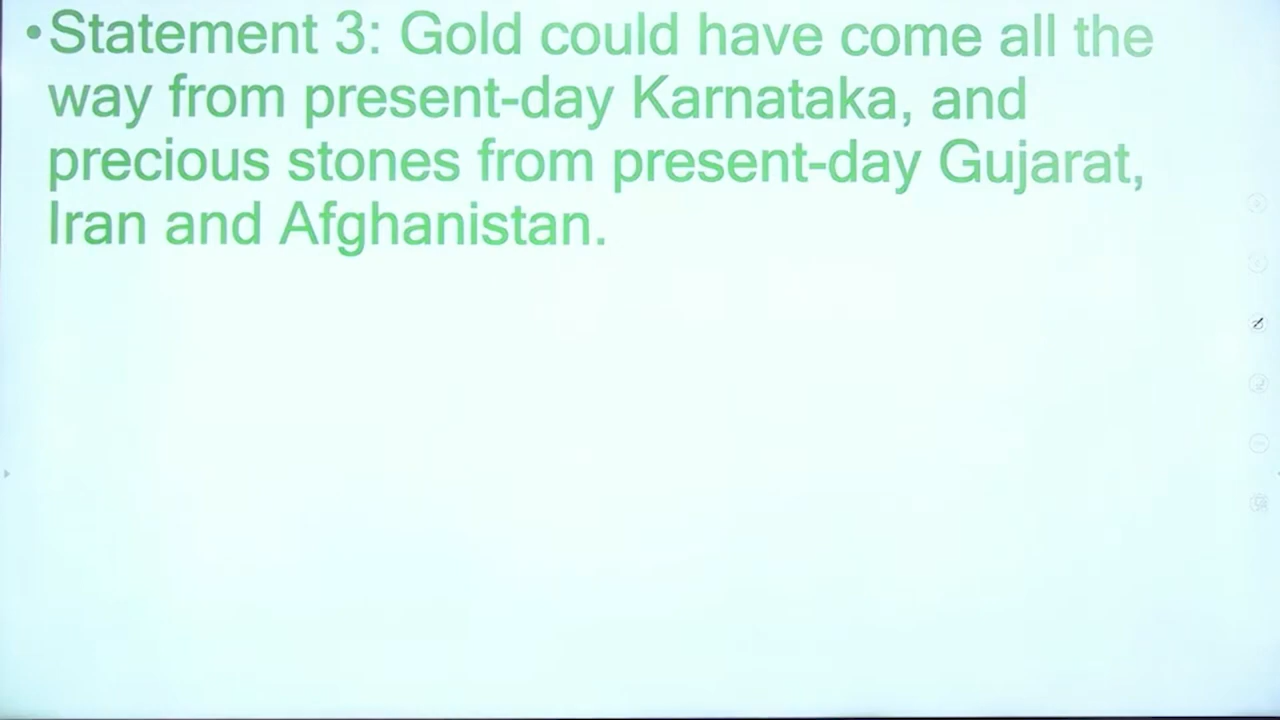 •Statement 3: Gold could have come all the
way from present-day Karnataka, and
precious stones from present-day Gujarat,
Iran and Afghanistan.